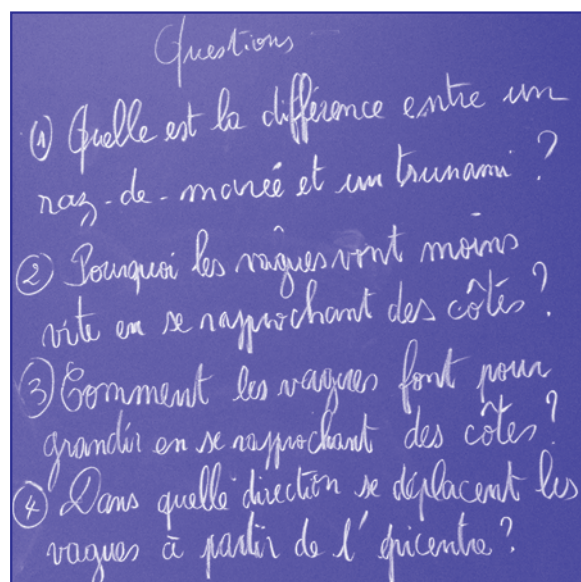 Questions
① Quelle est la différence entre un
raz-de-marée et un tsunami ?
② Pourquoi les vagues vont moins
vite en se rapprochant des côtes ?
③ Comment les vagues font pour
grandir en se rapprochant des côtes ?
④ Dans quelle direction se déplacent les
vagues à partir de l'épicentre ?